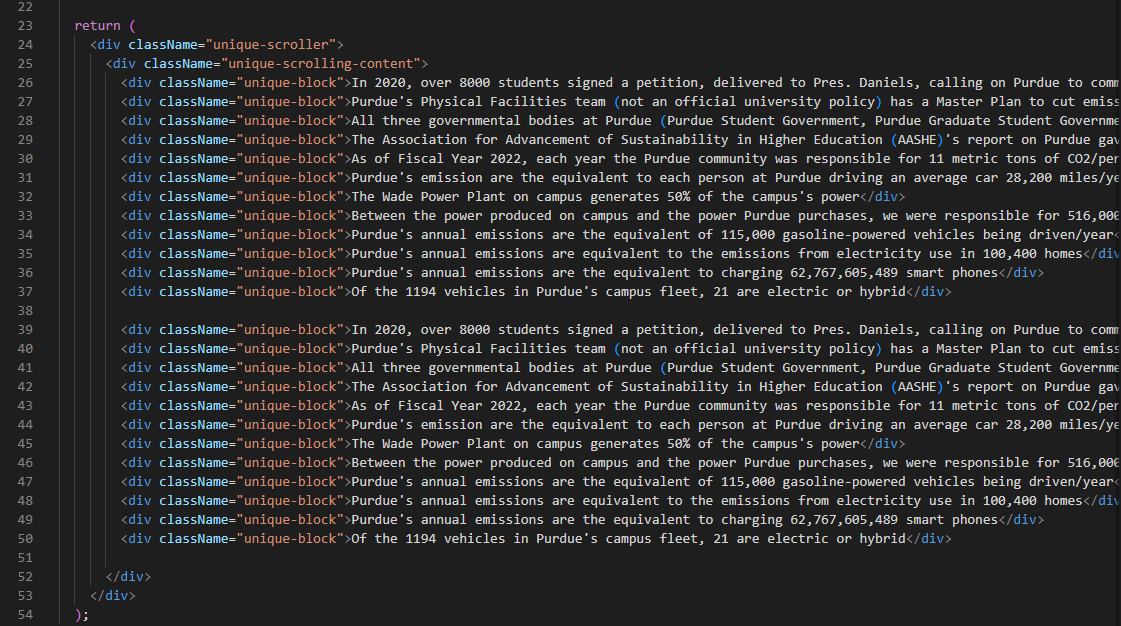 22
23 return (
24 <div className="unique-scroller">
25 <div className="unique-scrolling-content">
26 <div className="unique-block">In 2020, over 8000 students signed a petition, delivered to Pres. Daniels, calling on Purdue to comm
27 <div className="unique-block">Purdue's Physical Facilities team (not an official university policy) has a Master Plan to cut emiss
28 <div className="unique-block">All three governmental bodies at Purdue (Purdue Student Government, Purdue Graduate Student Governme
29 <div className="unique-block">The Association for Advancement of Sustainability in Higher Education (AASHE)'s report on Purdue gav
30 <div className="unique-block">As of Fiscal Year 2022, each year the Purdue community was responsible for 11 metric tons of CO2/per
31 <div className="unique-block">Purdue's emission are the equivalent to each person at Purdue driving an average car 28,200 miles/ye
32 <div className="unique-block">The Wade Power Plant on campus generates 50% of the campus's power</div>
33 <div className="unique-block">Between the power produced on campus and the power Purdue purchases, we were responsible for 516,000
34 <div className="unique-block">Purdue's annual emissions are the equivalent of 115,000 gasoline-powered vehicles being driven/year<
35 <div className="unique-block">Purdue's annual emissions are equivalent to the emissions from electricity use in 100,400 homes</div
36 <div className="unique-block">Purdue's annual emissions are the equivalent to charging 62,767,605,489 smart phones</div>
37 <div className="unique-block">Of the 1194 vehicles in Purdue's campus fleet, 21 are electric or hybrid</div>
38
39 <div className="unique-block">In 2020, over 8000 students signed a petition, delivered to Pres. Daniels, calling on Purdue to comm
40 <div className="unique-block">Purdue's Physical Facilities team (not an official university policy) has a Master Plan to cut emiss
41 <div className="unique-block">All three governmental bodies at Purdue (Purdue Student Government, Purdue Graduate Student Governme
42 <div className="unique-block">The Association for Advancement of Sustainability in Higher Education (AASHE)'s report on Purdue gav
43 <div className="unique-block">As of Fiscal Year 2022, each year the Purdue community was responsible for 11 metric tons of CO2/per
44 <div className="unique-block">Purdue's emission are the equivalent to each person at Purdue driving an average car 28,200 miles/ye
45 <div className="unique-block">The Wade Power Plant on campus generates 50% of the campus's power</div>
46 <div className="unique-block">Between the power produced on campus and the power Purdue purchases, we were responsible for 516,000
47 <div className="unique-block">Purdue's annual emissions are the equivalent of 115,000 gasoline-powered vehicles being driven/year<
48 <div className="unique-block">Purdue's annual emissions are equivalent to the emissions from electricity use in 100,400 homes</div
49 <div className="unique-block">Purdue's annual emissions are the equivalent to charging 62,767,605,489 smart phones</div>
50 <div className="unique-block">Of the 1194 vehicles in Purdue's campus fleet, 21 are electric or hybrid</div>
51
52 </div>
53 </div>
54 );